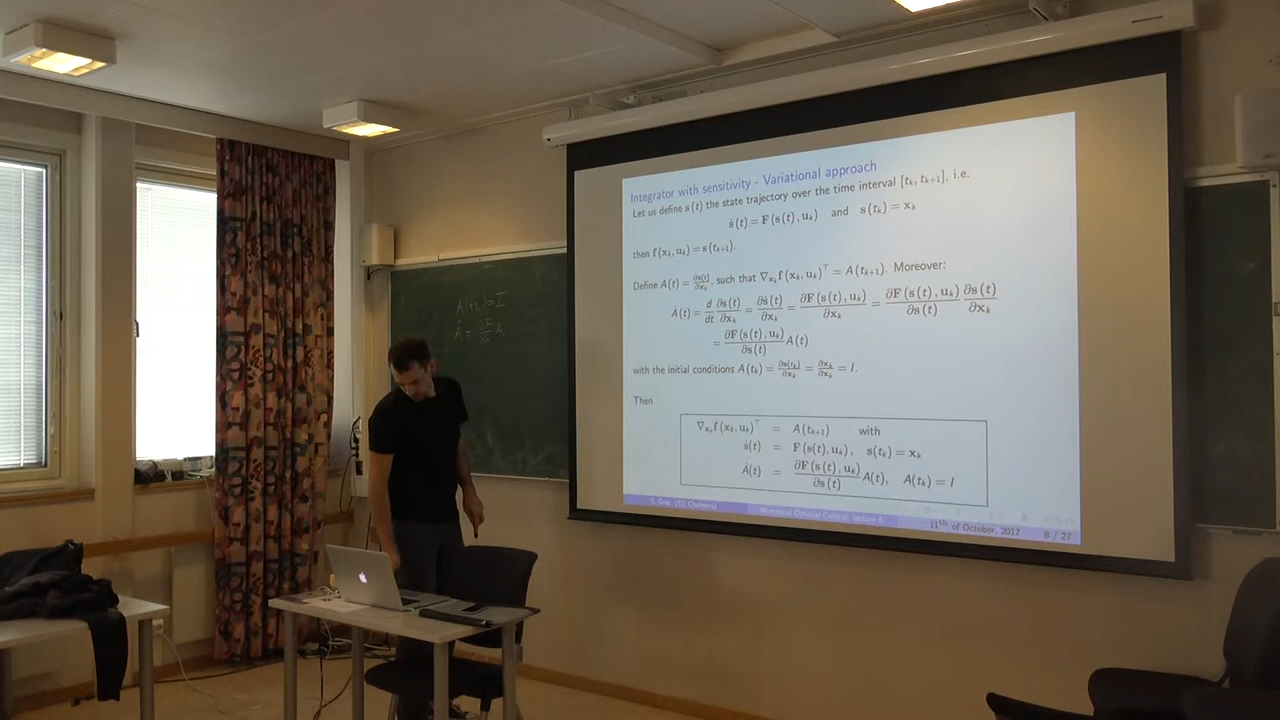 Integrator with sensitivity - Variational approach
Let us define s(t) the state trajectory over the time interval [t_k, t_{k+1}], i.e.
ṡ(t) = F(s(t), u_k) and s(t_k) = x_k
then f(x_k, u_k) = s(t_{k+1}).
Define A(t) = ∂s(t)/∂x_k, such that ∇_{x_k} f(x_k, u_k)^⊤ = A(t_{k+1}). Moreover:
Ȧ(t) = d/dt ∂s(t)/∂x_k = ∂ṡ(t)/∂x_k = ∂F(s(t), u_k)/∂x_k = ∂F(s(t), u_k)/∂s(t) ∂s(t)/∂x_k
= ∂F(s(t), u_k)/∂s(t) A(t)
with the initial conditions A(t_k) = ∂s(t_k)/∂x_k = ∂x_k/∂x_k = I.
Then
∇_{x_k} f(x_k, u_k)^⊤ = A(t_{k+1}) with
ṡ(t) = F(s(t), u_k), s(t_k) = x_k
Ȧ(t) = ∂F(s(t), u_k)/∂s(t) A(t), A(t_k) = I
S. Gros (S2, Chalmers)
Numerical Optimal Control, lecture
11th of October, 2017
8 / 27
A(t_k) = I
Ȧ = ∂F/∂s A